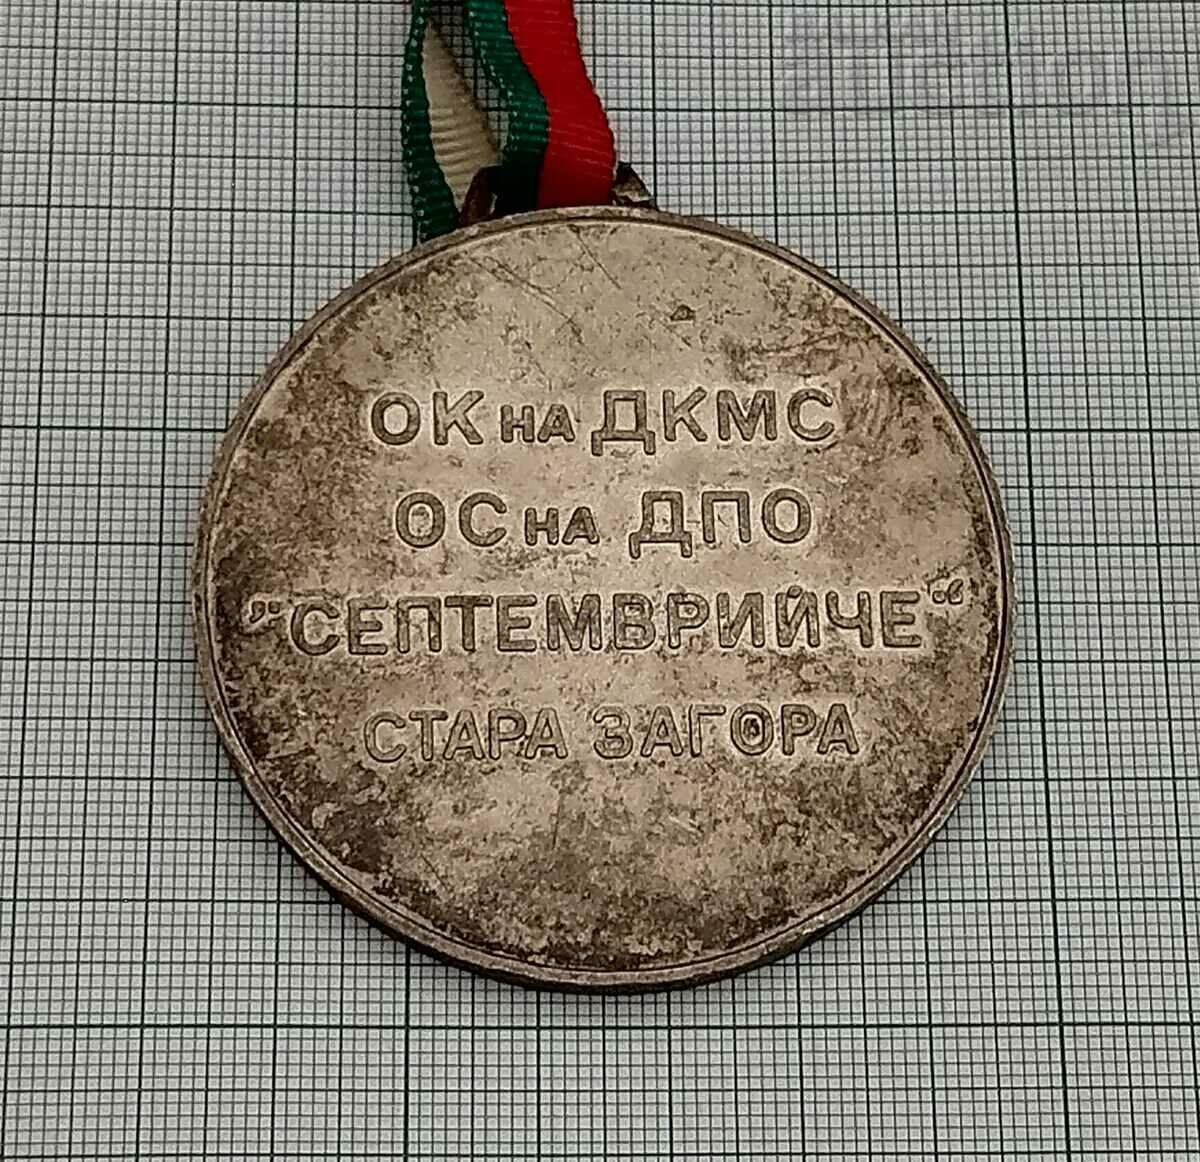 ОК на ДКМС
ОС на ДПО
"СЕПТЕМВРИЙЧЕ“
СТАРА ЗАГОРА